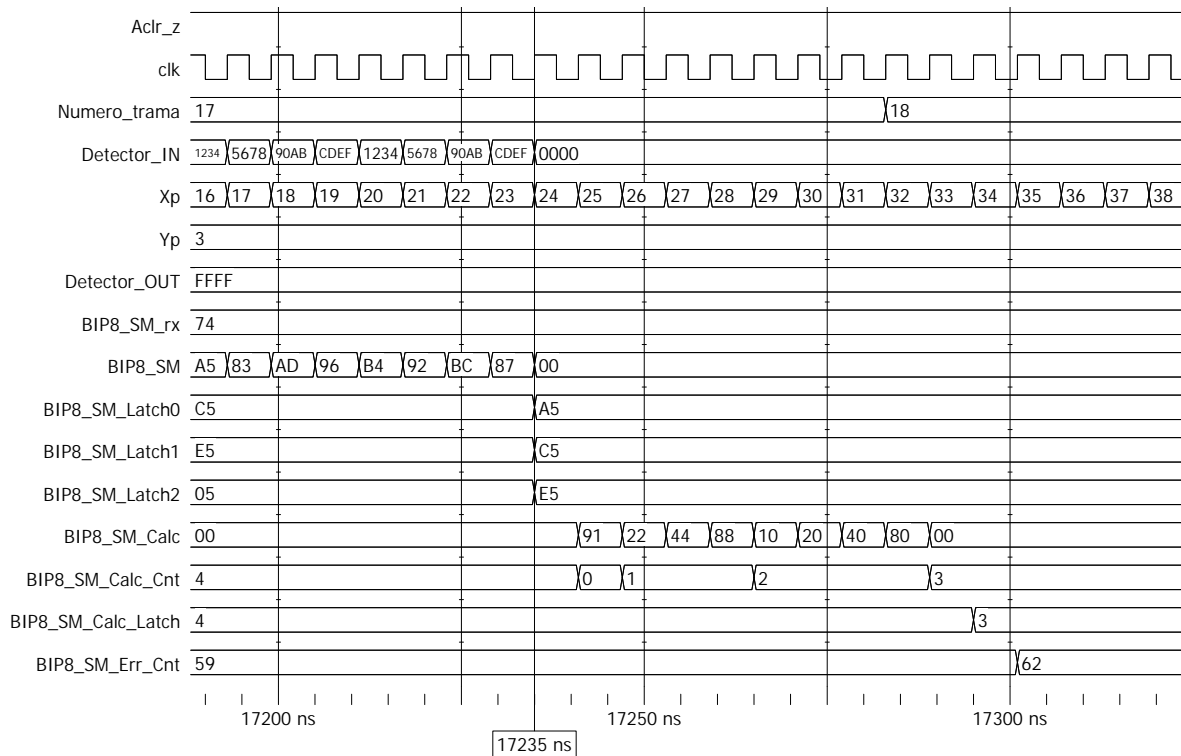 Aclr_z
clk
Numero_trama 17 18
Detector_IN 1234 5678 90AB CDEF 1234 5678 90AB CDEF 0000
Xp 16 17 18 19 20 21 22 23 24 25 26 27 28 29 30 31 32 33 34 35 36 37 38
Yp 3
Detector_OUT FFFF
BIP8_SM_rx 74
BIP8_SM A5 83 AD 96 B4 92 BC 87 00
BIP8_SM_Latch0 C5 A5
BIP8_SM_Latch1 E5 C5
BIP8_SM_Latch2 05 E5
BIP8_SM_Calc 00 91 22 44 88 10 20 40 80 00
BIP8_SM_Calc_Cnt 4 0 1 2 3
BIP8_SM_Calc_Latch 4 3
BIP8_SM_Err_Cnt 59 62
17200 ns 17250 ns 17300 ns
17235 ns